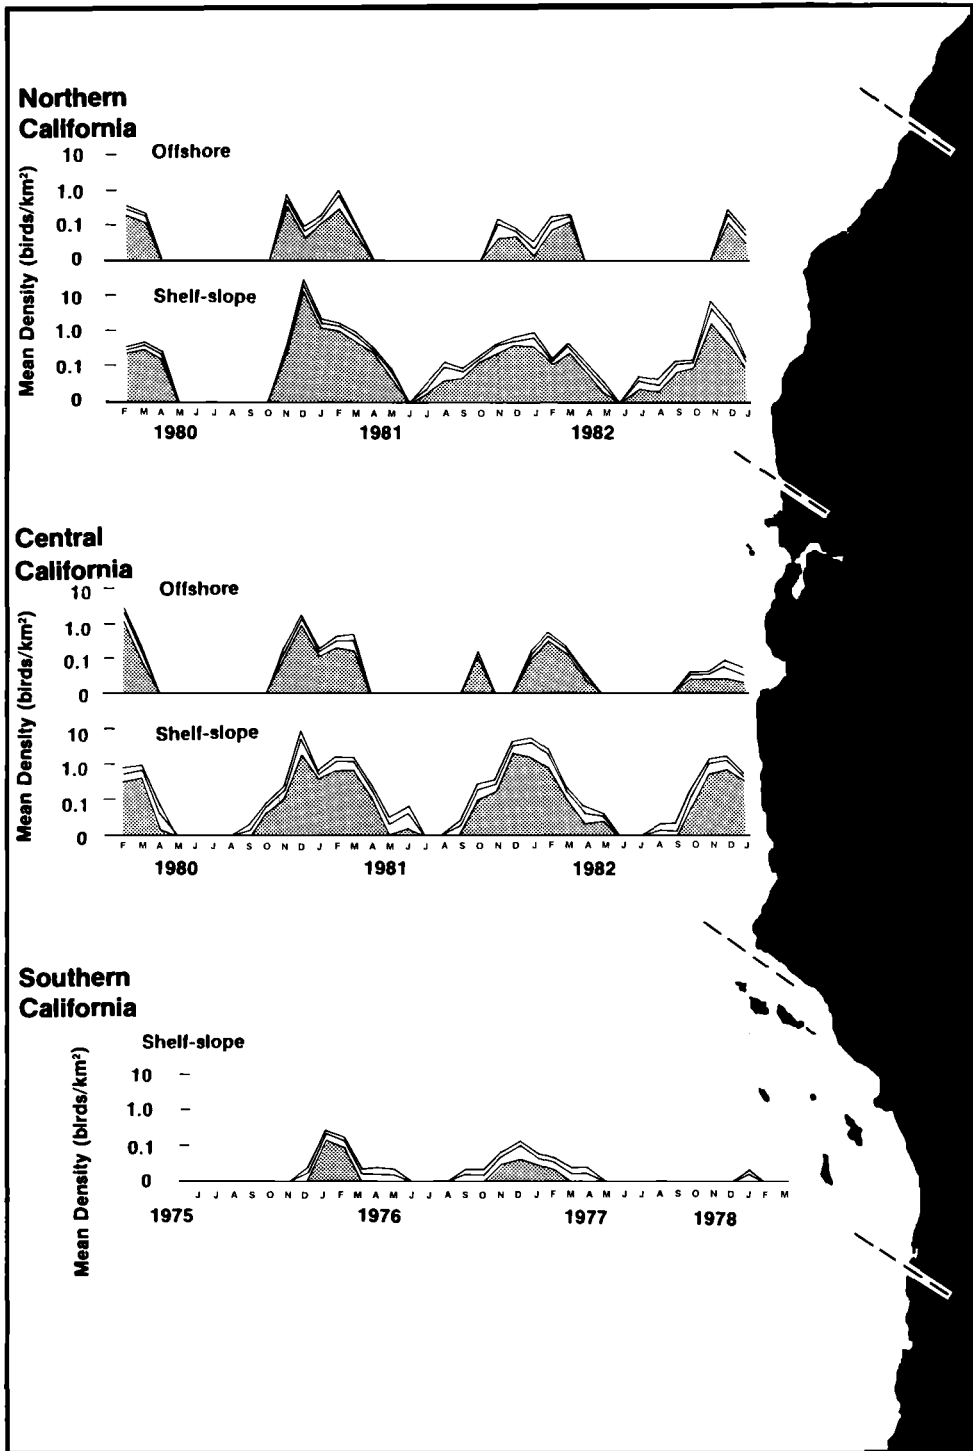 Northern
California
Offshore
10
1.0
0.1
0
Mean Density (birds/km²)
Shelf-slope
10
1.0
0.1
0
F M A M J J A S O N D J F M A M J J A S O N D J F M A M J J A S O N D J
1980 1981 1982
Central
California
Offshore
10
1.0
0.1
0
Mean Density (birds/km²)
Shelf-slope
10
1.0
0.1
0
F M A M J J A S O N D J F M A M J J A S O N D J F M A M J J A S O N D J
1980 1981 1982
Southern
California
Shelf-slope
10
1.0
0.1
0
Mean Density (birds/km²)
J J A S O N D J F M A M J J A S O N D J F M A M J J A S O N D J F M
1975 1976 1977 1978